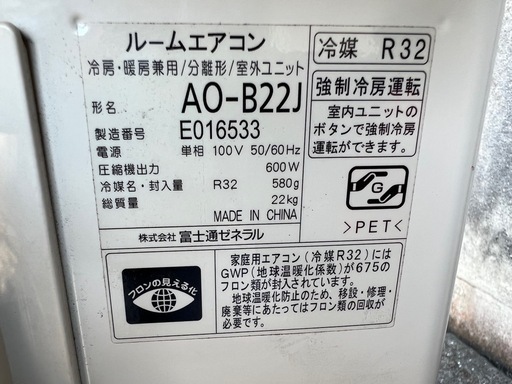 ルームエアコン
冷房・暖房兼用/分離形/室外ユニット
形名 AO-B22J
製造番号 E016533
電源 単相 100V 50/60Hz
圧縮機出力 600W
冷媒名・封入量 R32 580g
総質量 22kg
MADE IN CHINA
株式会社 富士通ゼネラル
冷媒 R32
強制冷房運転
室内ユニットの
ボタンで強制冷房
運転ができます。
G
>PET<
フロンの見える化
家庭用エアコン(冷媒R32)には
GWP(地球温暖化係数)が675の
フロン類が封入されています。
地球温暖化防止のため、移設・修理・
廃棄等にあたってはフロン類の回収が
必要です。